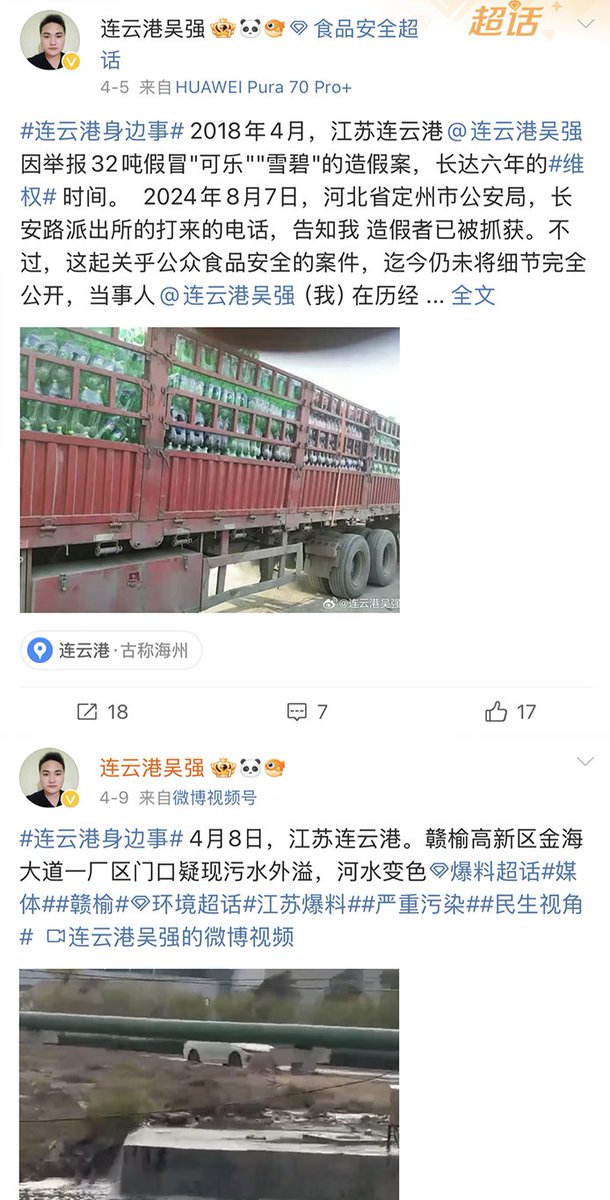 连云港吴强 食品安全超
话
超话
4-5 来自 HUAWEI Pura 70 Pro+
#连云港身边事# 2018年4月，江苏连云港@连云港吴强
因举报32吨假冒"可乐""雪碧"的造假案，长达六年的#维
权# 时间。 2024年8月7日，河北省定州市公安局，长
安路派出所的打来的电话，告知我 造假者已被抓获。不
过，这起关乎公众食品安全的案件，迄今仍未将细节完全
公开，当事人@连云港吴强 (我) 在历经 ... 全文
@连云港吴强
连云港·古称海州
18 7 17
连云港吴强
4-9 来自 微博视频号
#连云港身边事# 4月8日，江苏连云港。赣榆高新区金海
大道一厂区门口疑现污水外溢，河水变色爆料超话#媒
体##赣榆#环境超话#江苏爆料##严重污染##民生视角
# 连云港吴强的微博视频